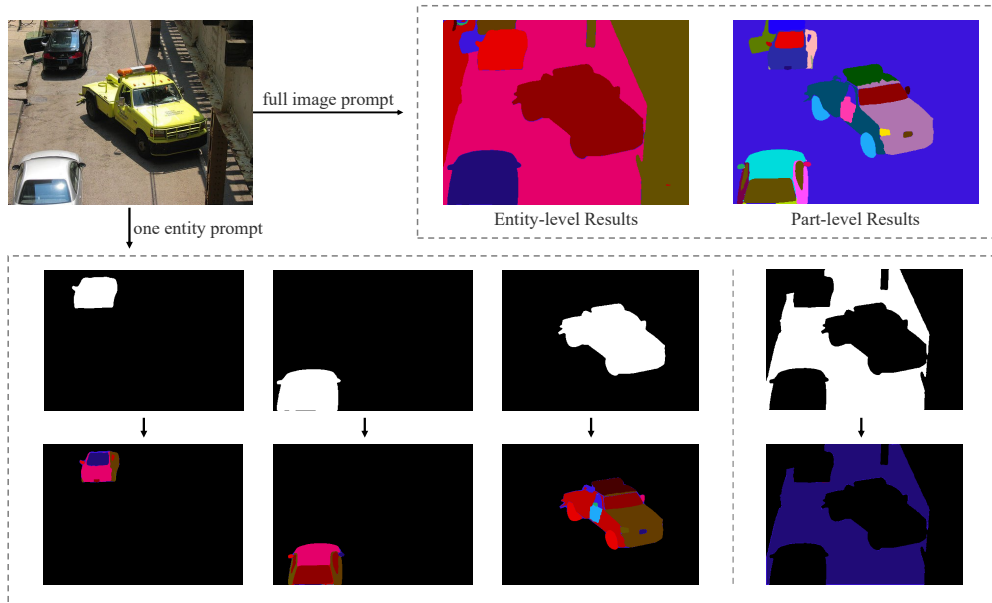 full image prompt
Entity-level Results
Part-level Results
one entity prompt